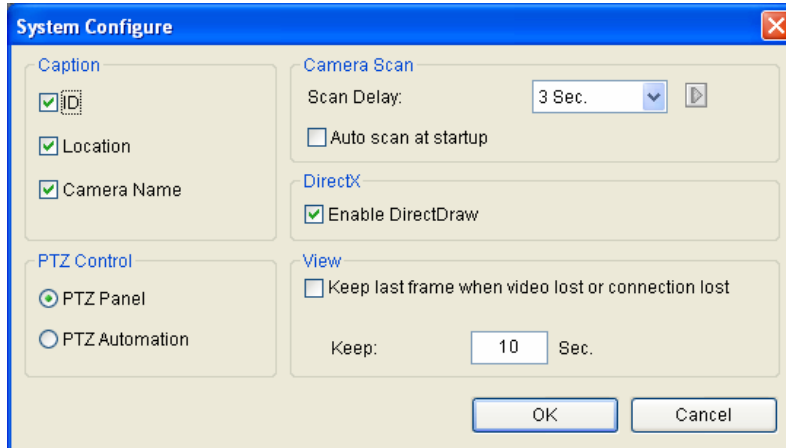 System Configure
Caption
ID
Location
Camera Name
PTZ Control
PTZ Panel
PTZ Automation
Camera Scan
Scan Delay:
3 Sec.
Auto scan at startup
DirectX
Enable DirectDraw
View
Keep last frame when video lost or connection lost
Keep:
10
Sec.
OK
Cancel